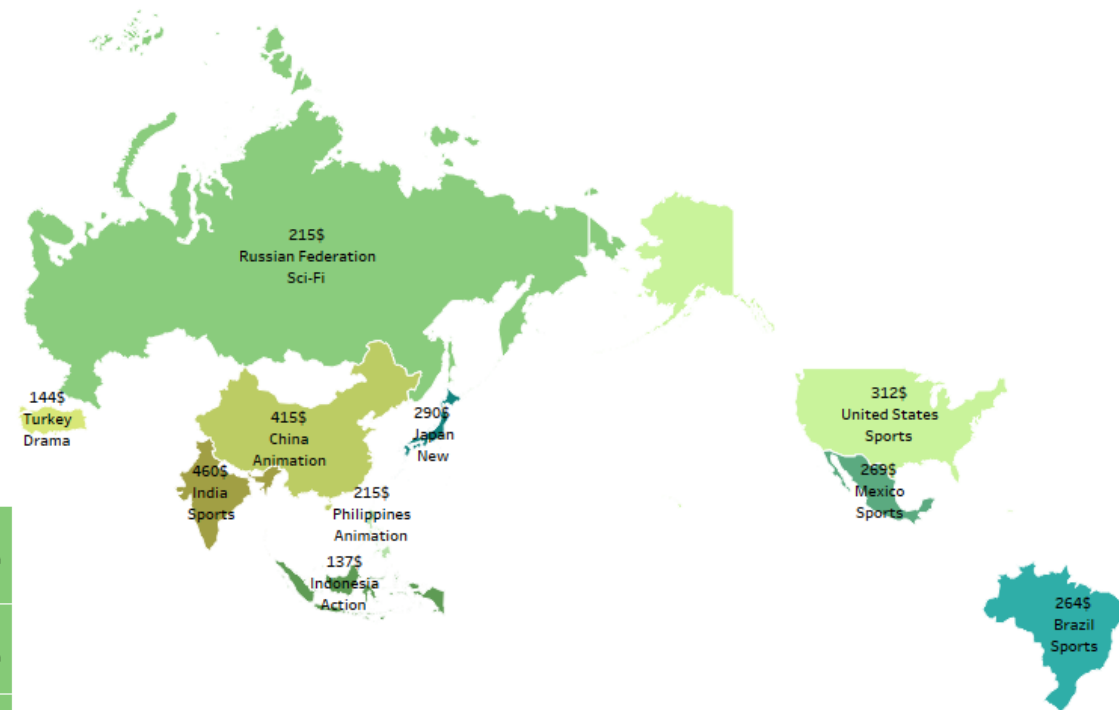 215$
Russian Federation
Sci-Fi
144$
Turkey
Drama
415$
China
Animation
290$
Japan
New
312$
United States
Sports
460$
India
Sports
269$
Mexico
Sports
215$
Philippines
Animation
137$
Indonesia
Action
264$
Brazil
Sports